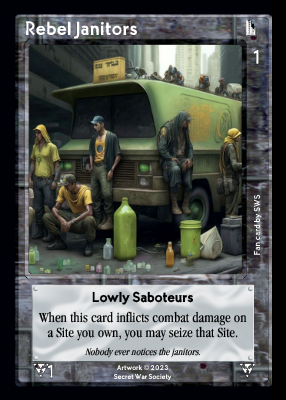 Rebel Janitors
1
Fan card by SWS
Lowly Saboteurs
When this card inflicts combat damage on
a Site you own, you may seize that Site.
Nobody ever notices the janitors.
1
Artwork © 2023
Secret War Society